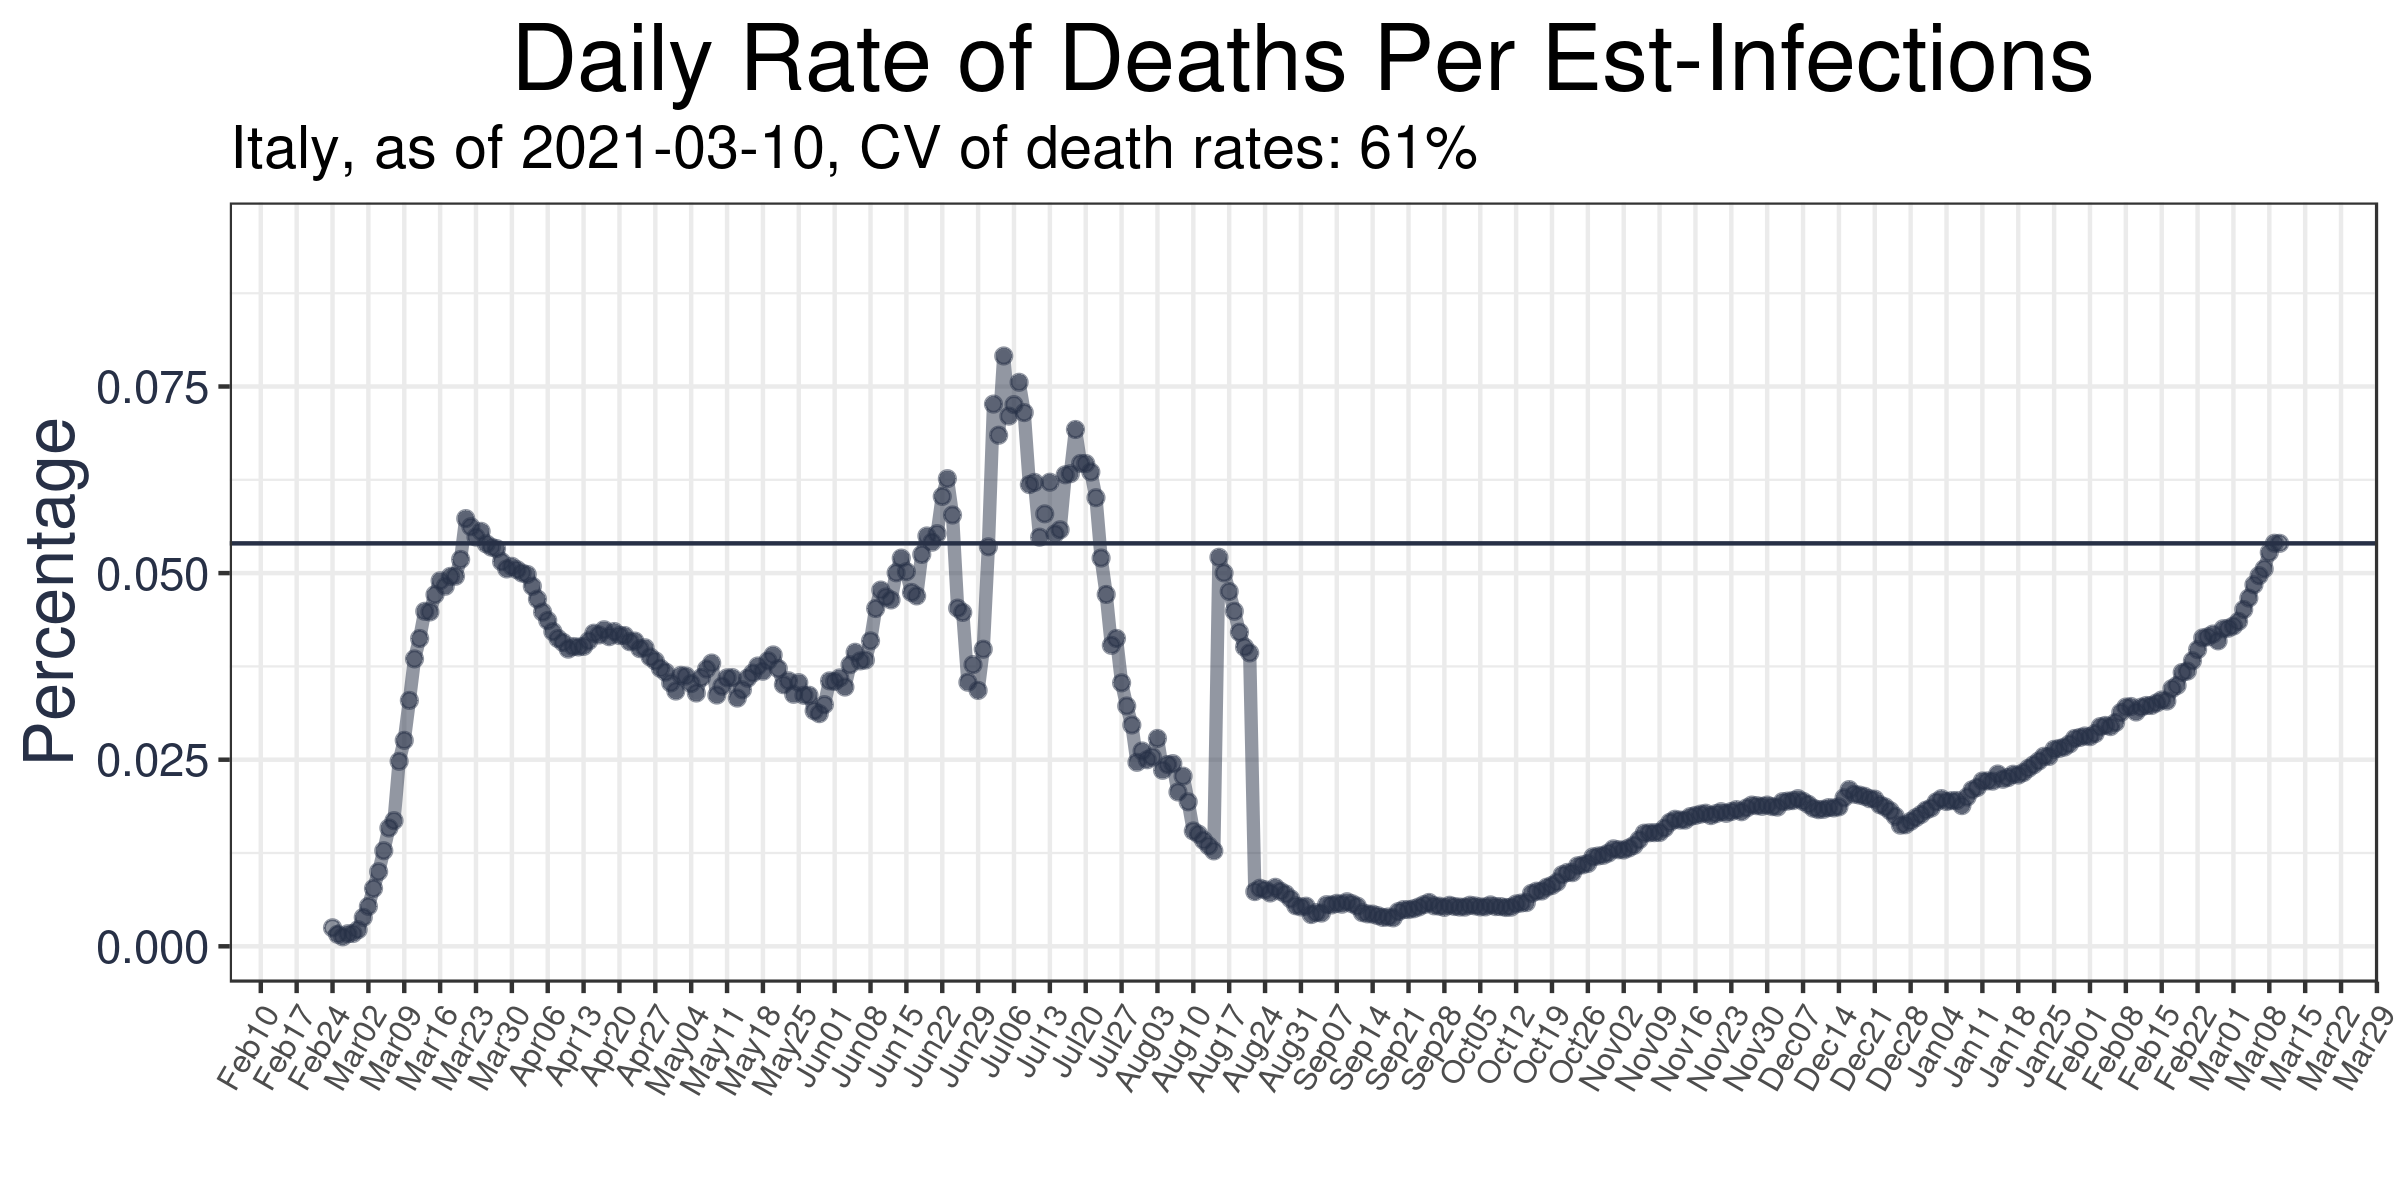 Daily Rate of Deaths Per Est-Infections
Italy, as of 2021-03-10, CV of death rates: 61%
Percentage
0.075
0.050
0.025
0.000
Feb10 Feb17 Feb24 Mar02 Mar09 Mar16 Mar23 Mar30 Apr06 Apr13 Apr20 Apr27 May04 May11 May18 May25 Jun01 Jun08 Jun15 Jun22 Jun29 Jul06 Jul13 Jul20 Jul27 Aug03 Aug10 Aug17 Aug24 Aug31 Sep07 Sep14 Sep21 Sep28 Oct05 Oct12 Oct19 Oct26 Nov02 Nov09 Nov16 Nov23 Nov30 Dec07 Dec14 Dec21 Dec28 Jan04 Jan11 Jan18 Jan25 Feb01 Feb08 Feb15 Feb22 Mar01 Mar08 Mar15 Mar22 Mar29